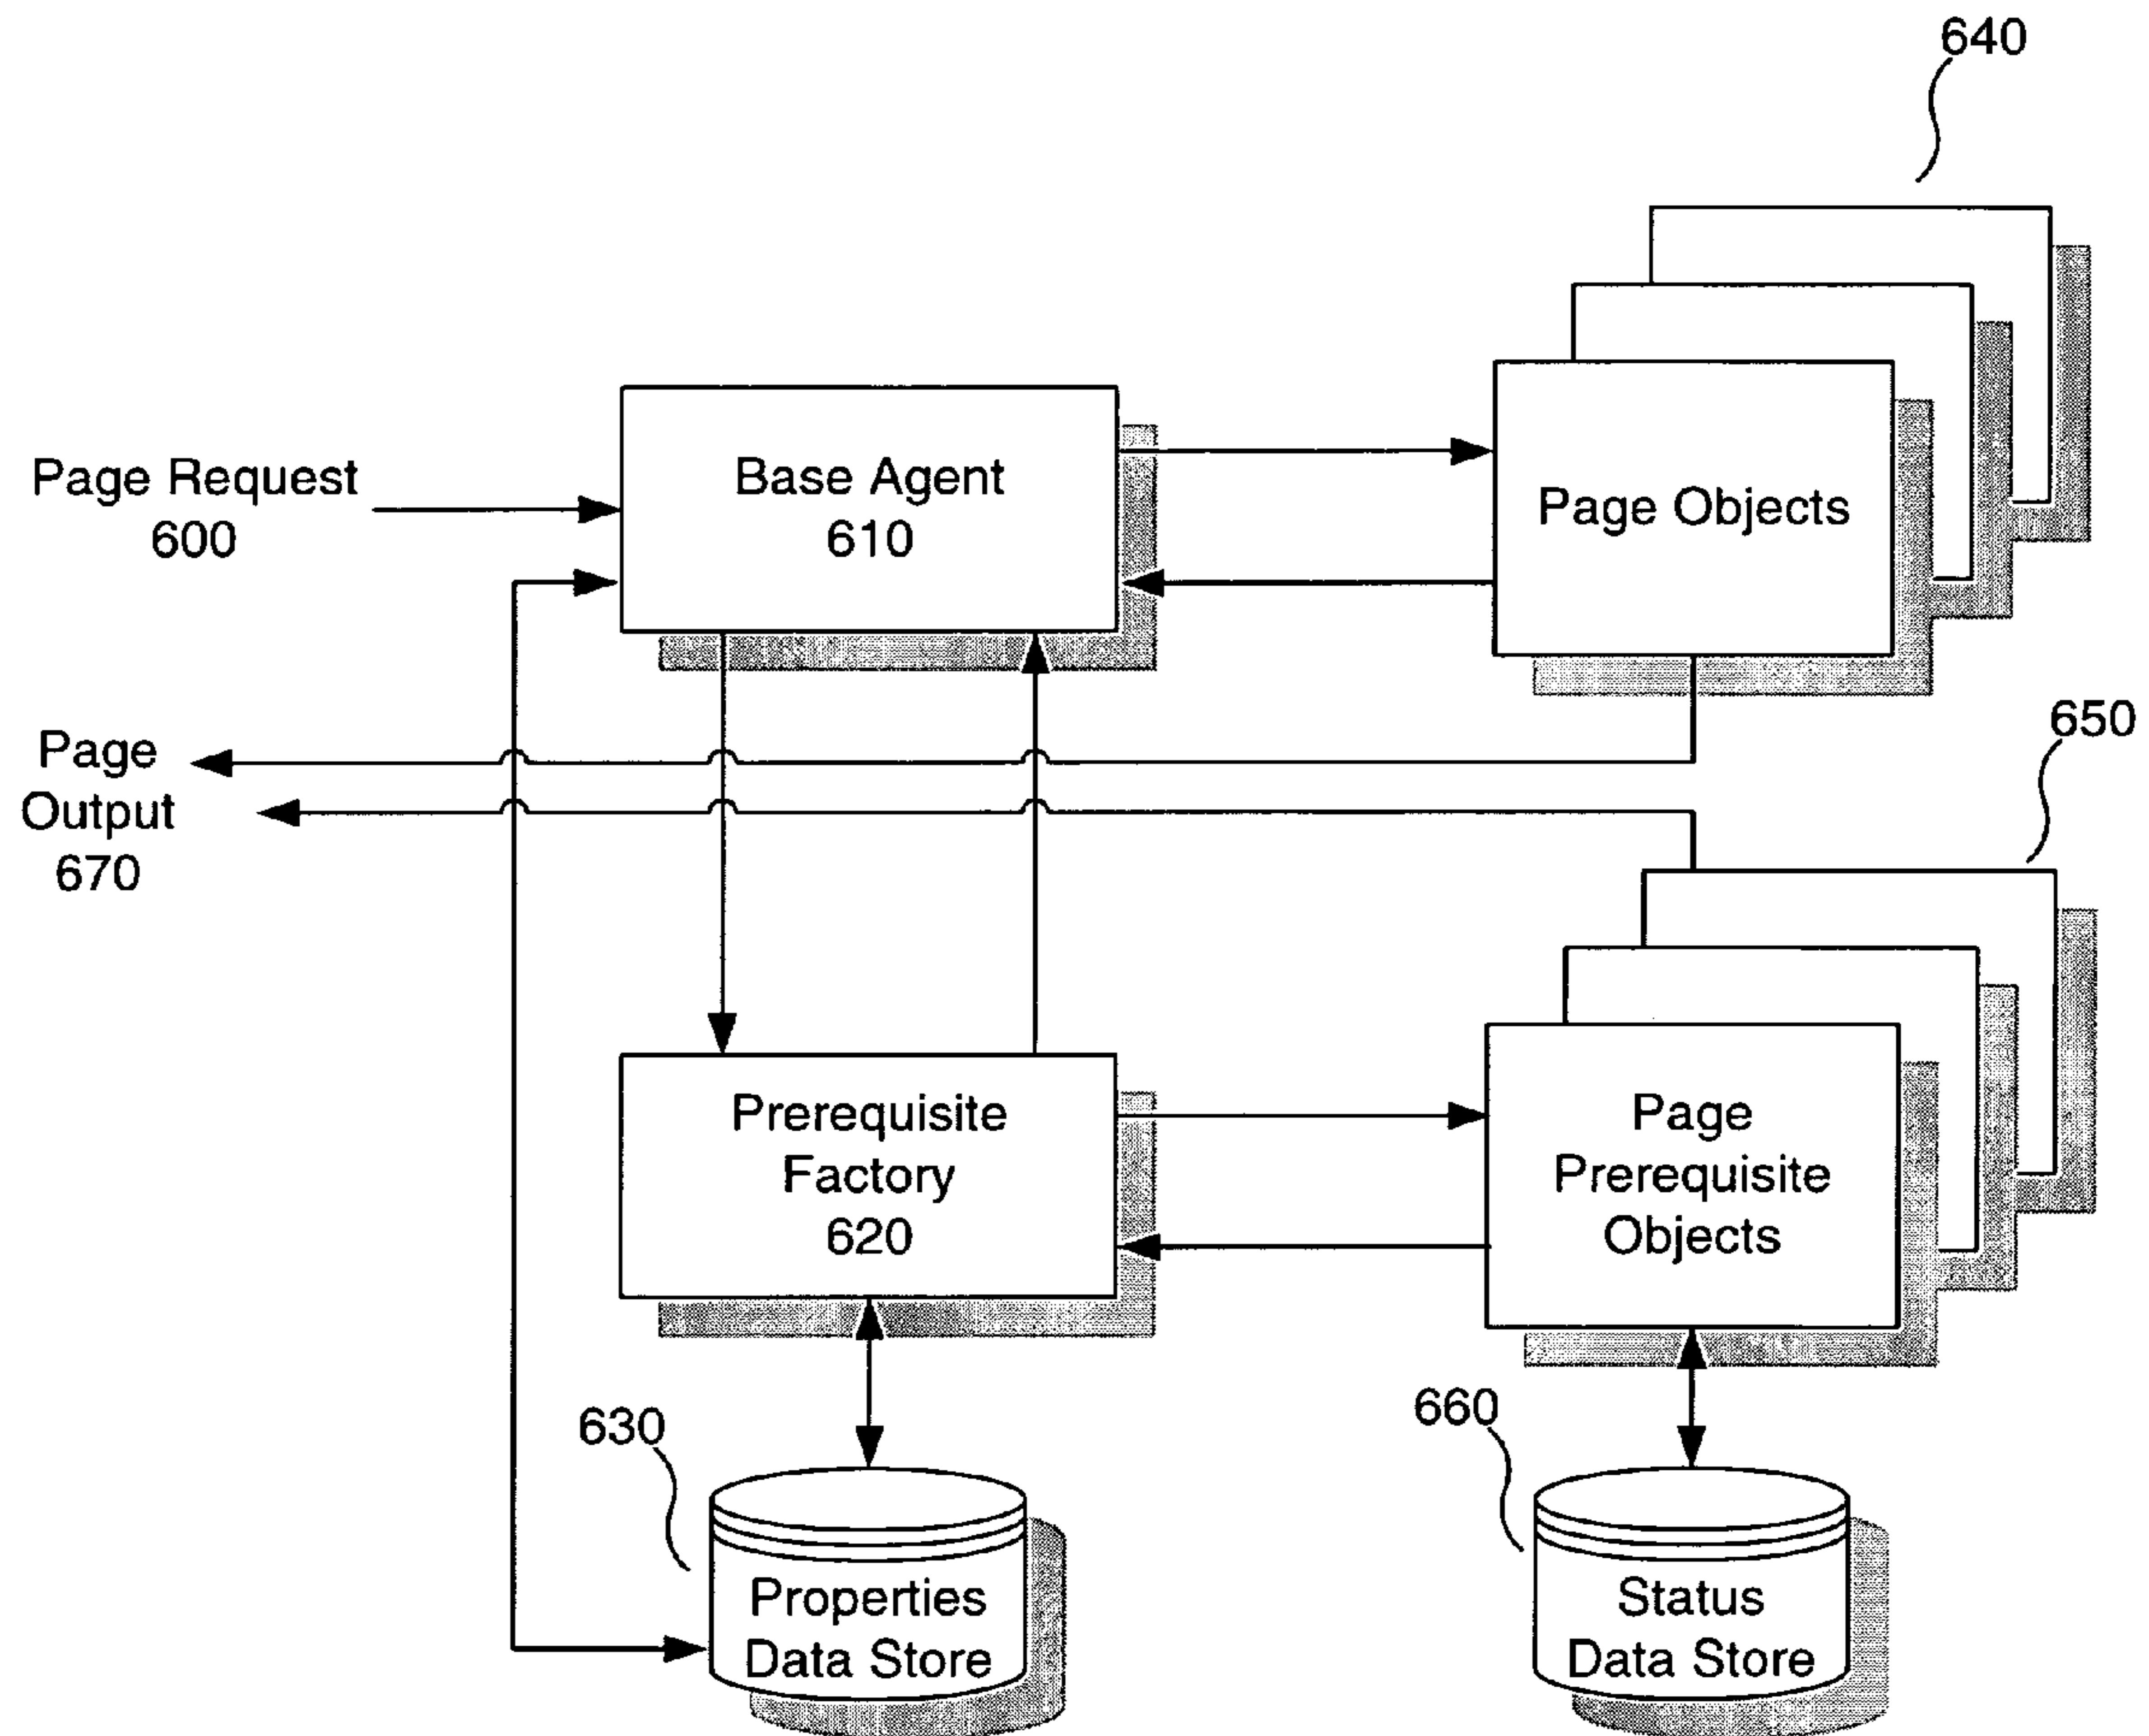 640
Page Request
600
Base Agent
610
Page Objects
Page
Output
670
650
Prerequisite
Factory
620
Page
Prerequisite
Objects
630
660
Properties
Data Store
Status
Data Store